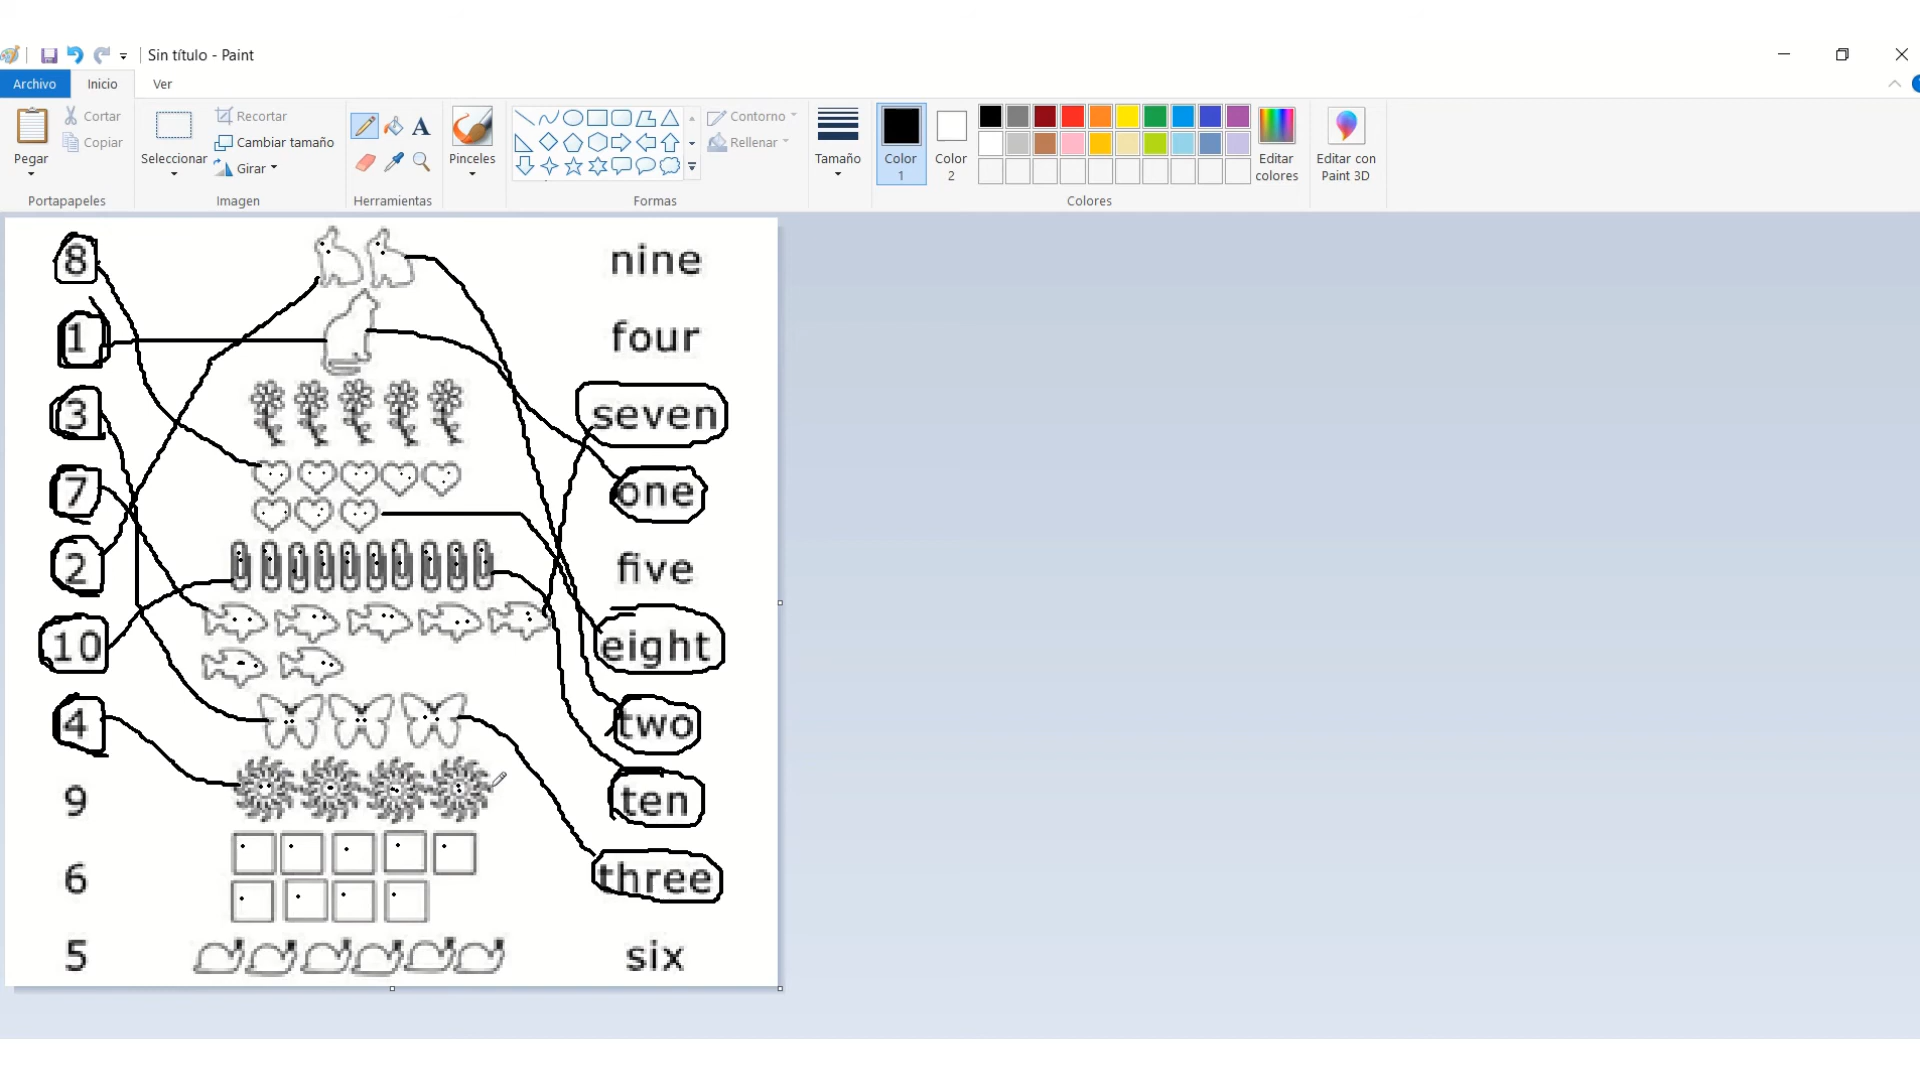 Sin título - Paint
Archivo Inicio Ver
Pegar
Cortar
Copiar
Portapapeles
Seleccionar
Recortar
Cambiar tamaño
Girar
Imagen
A
Herramientas
Pinceles
Contorno
Rellenar
Formas
Tamaño
Color 1
Color 2
Editar colores
Colores
Editar con Paint 3D
8 nine
1 four
3 seven
7 one
2 five
10 eight
4 two
9 ten
6 three
5 six